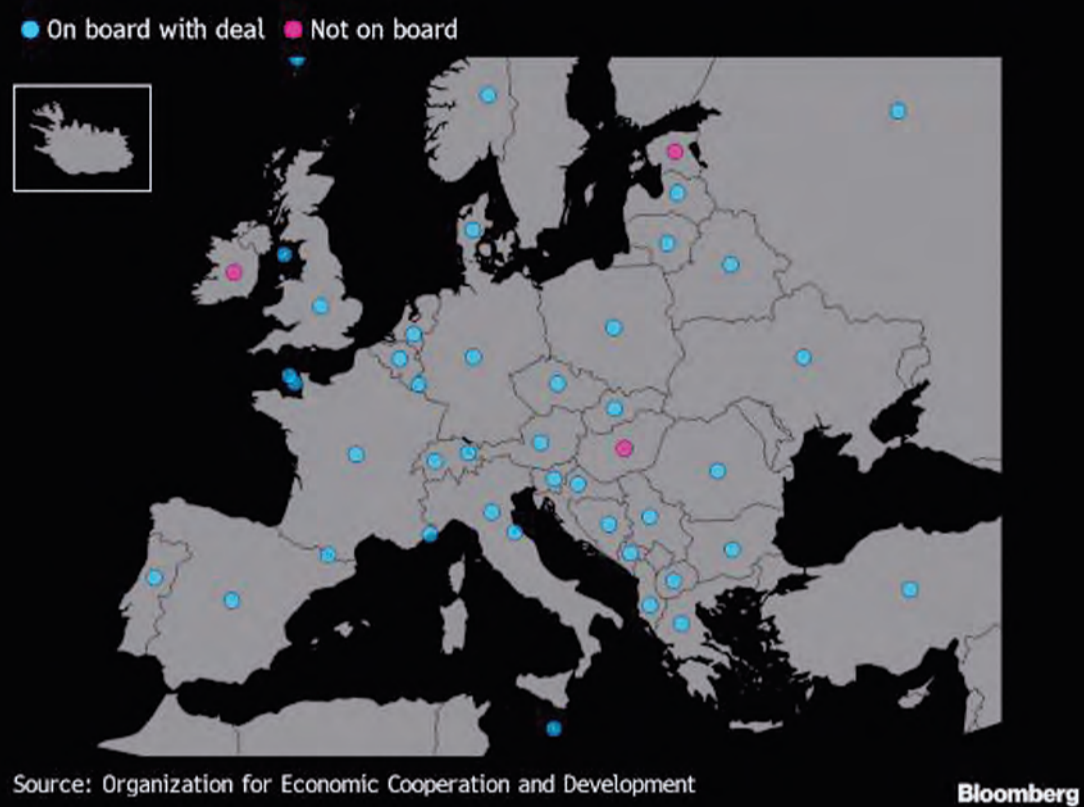 On board with deal Not on board
Source: Organization for Economic Cooperation and Development
Bloomberg